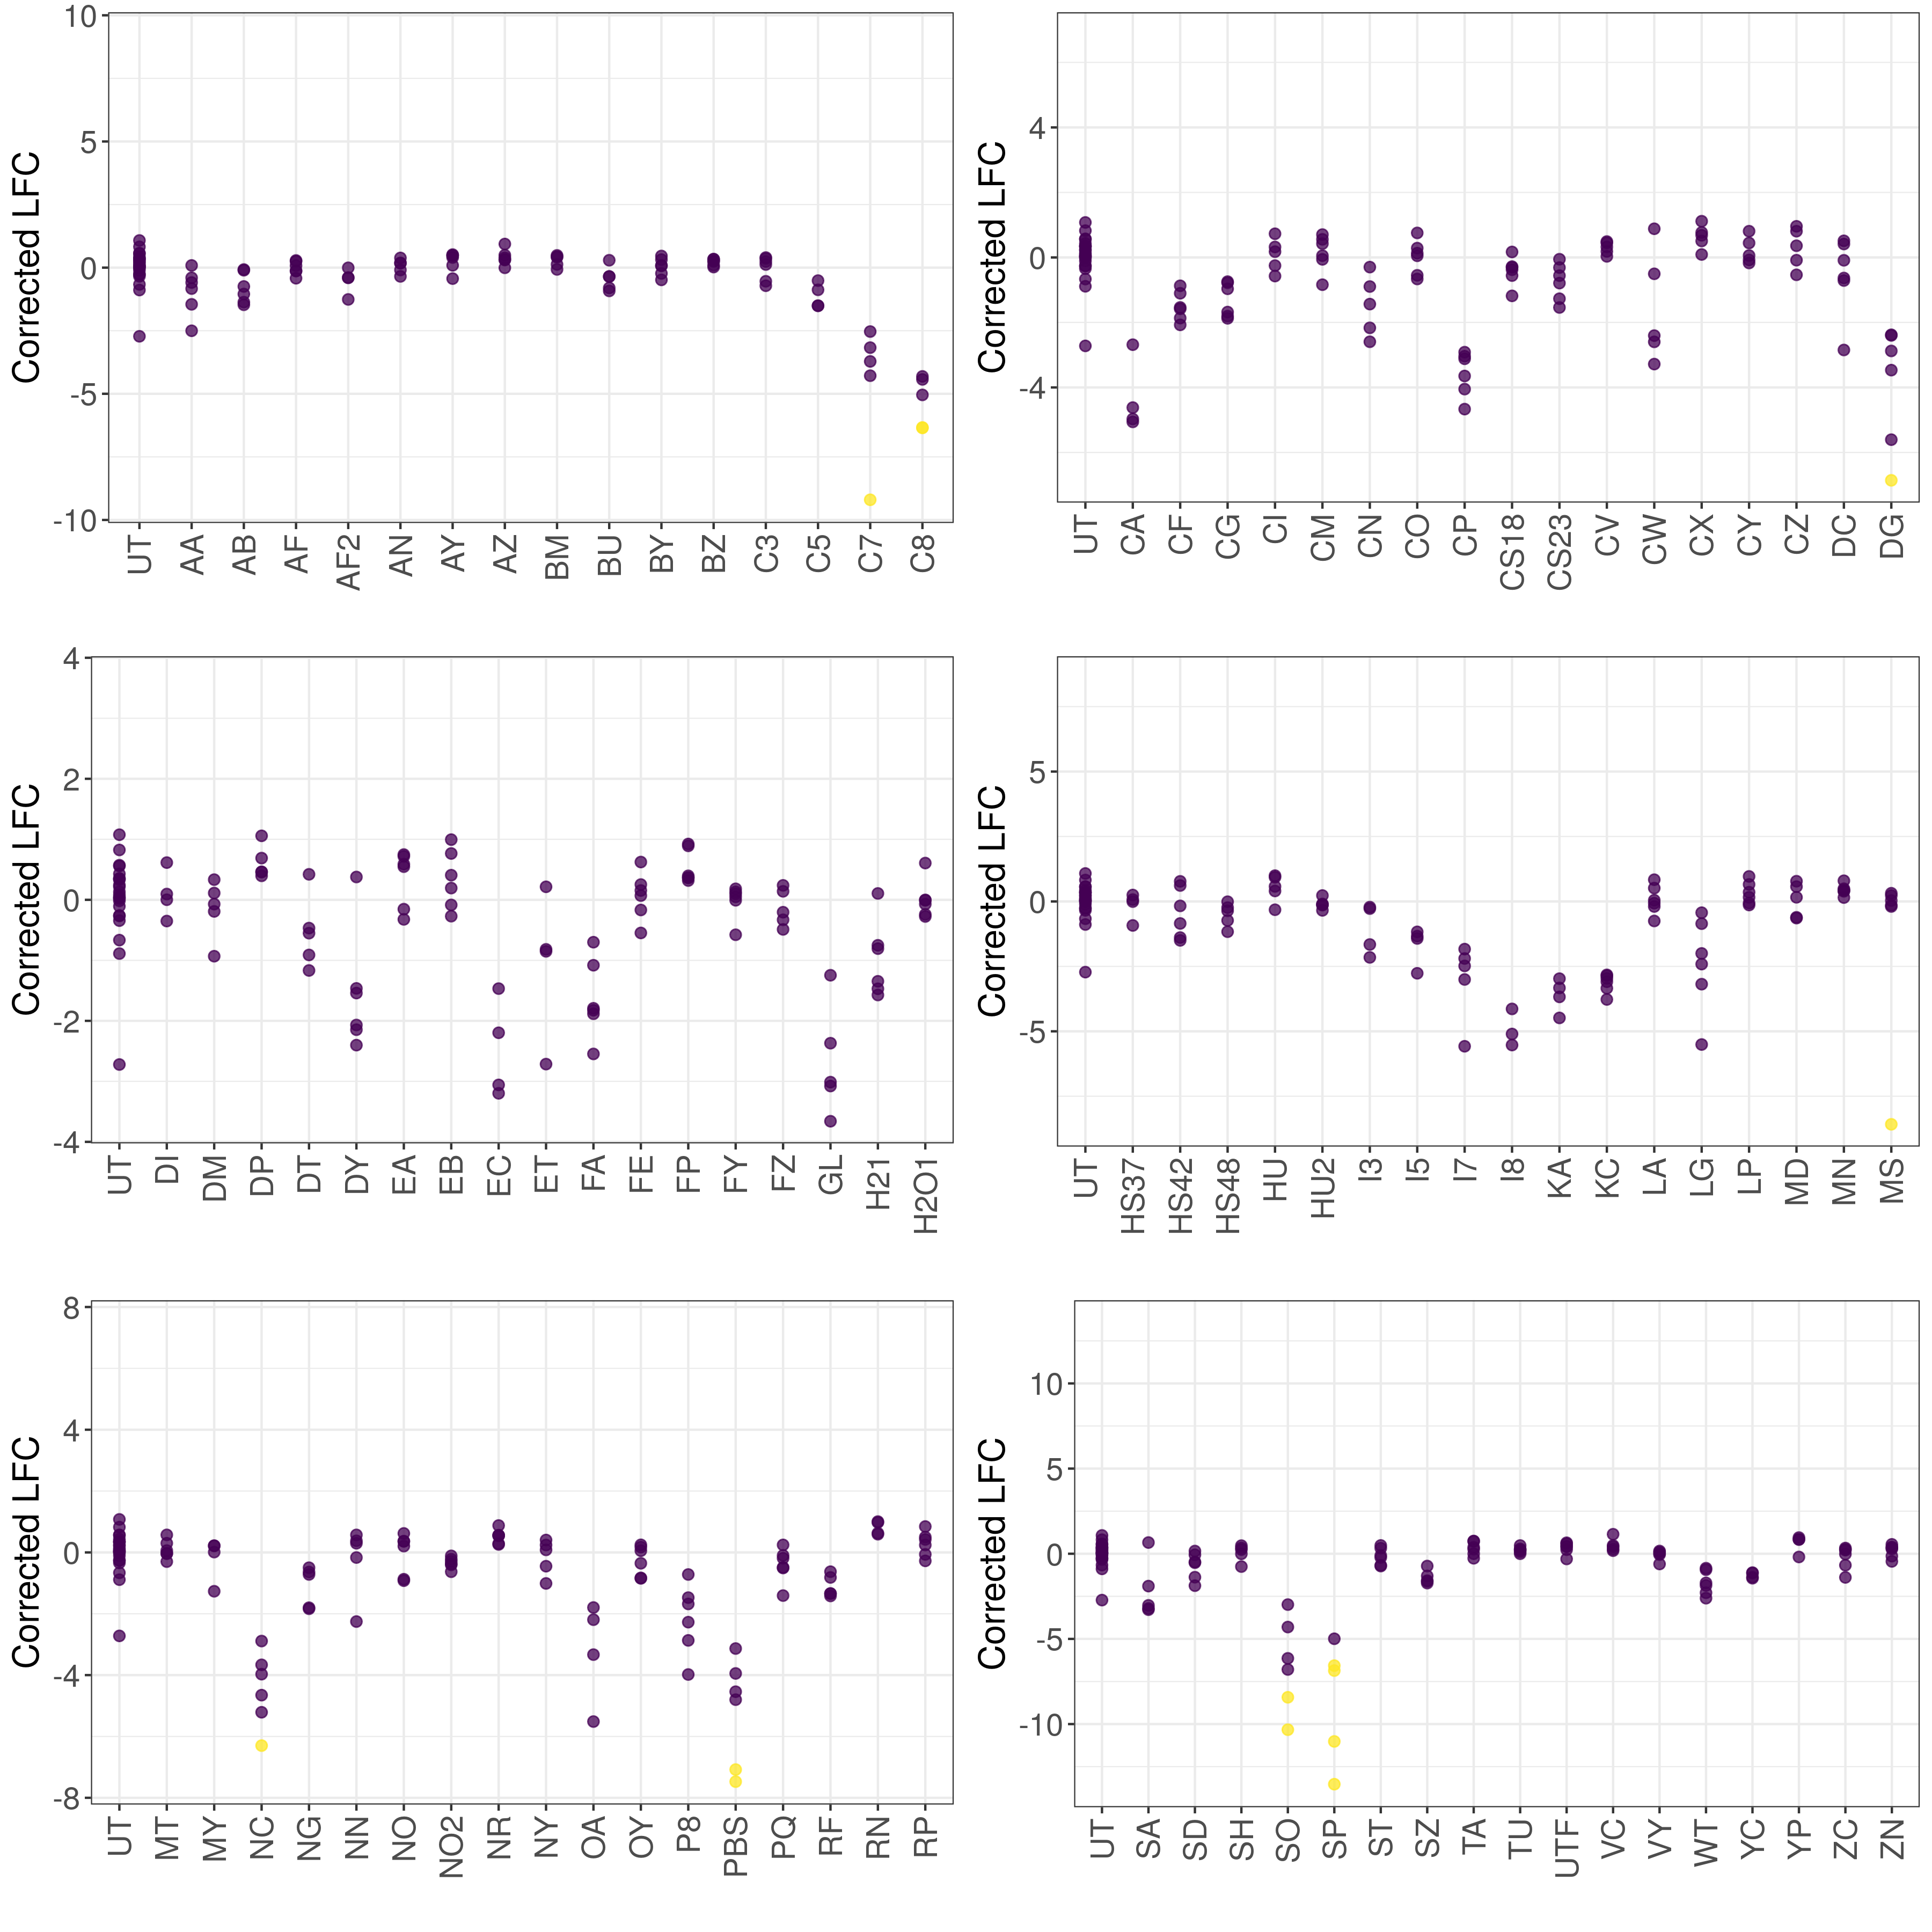 Corrected LFC
10
5
0
-5
-10
UT AA AB AF AF2 AN AY AZ BM BU BY BZ C3 C5 C7 C8
Corrected LFC
4
0
-4
UT CA CF CG CI CM CN CO CP CS18 CS23 CV CW CX CY CZ DC DG
Corrected LFC
4
2
0
-2
-4
UT DI DM DP DT DY EA EB EC ET FA FE FP FY FZ GL H21 H2O1
Corrected LFC
5
0
-5
UT HS37 HS42 HS48 HU HU2 I3 I5 I7 I8 KA KC LA LG LP MD MN MS
Corrected LFC
8
4
0
-4
-8
UT MT MY NC NG NN NO NO2 NR NY OA OY P8 PBS PQ RF RN RP
Corrected LFC
10
5
0
-5
-10
UT SA SD SH SO SP ST SZ TA TU UTF VC VY WT YC YP ZC ZN